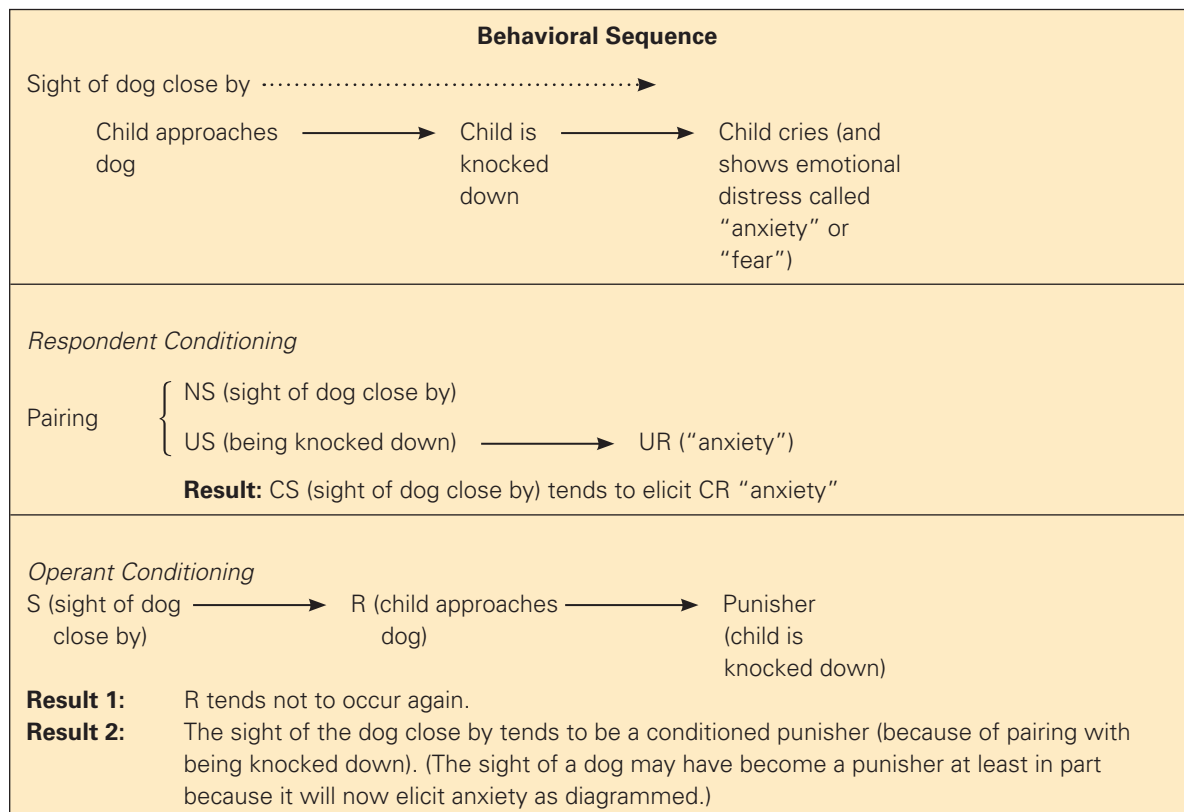 Behavioral Sequence
Sight of dog close by
Child approaches
dog
Child is
knocked
down
Child cries (and
shows emotional
distress called
“anxiety” or
“fear”)
Respondent Conditioning
Pairing
NS (sight of dog close by)
US (being knocked down)
UR (“anxiety”)
Result: CS (sight of dog close by) tends to elicit CR “anxiety”
Operant Conditioning
S (sight of dog
close by)
R (child approaches
dog)
Punisher
(child is
knocked down)
Result 1: R tends not to occur again.
Result 2: The sight of the dog close by tends to be a conditioned punisher (because of pairing with
being knocked down). (The sight of a dog may have become a punisher at least in part
because it will now elicit anxiety as diagrammed.)